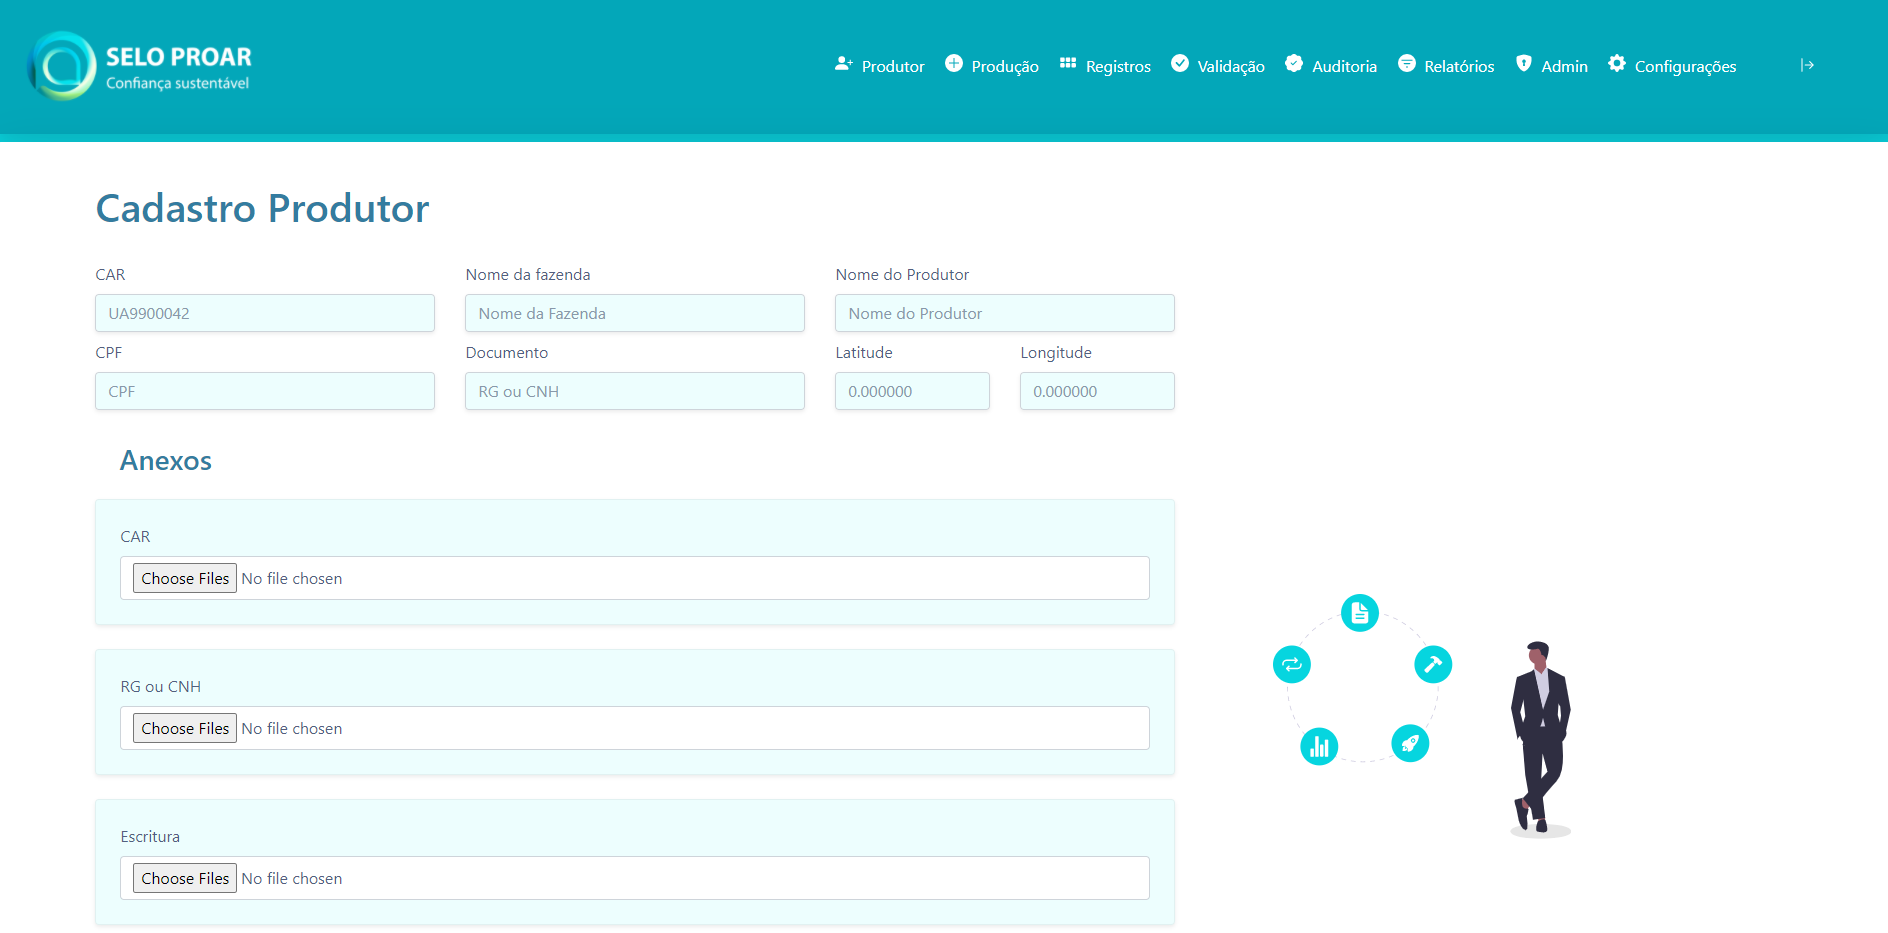 SELO PROAR
Confiança sustentável
Produtor Produção Registros Validação Auditoria Relatórios Admin Configurações
Cadastro Produtor
CAR Nome da fazenda Nome do Produtor
UA9900042 Nome da Fazenda Nome do Produtor
CPF Documento Latitude Longitude
CPF RG ou CNH 0.000000 0.000000
Anexos
CAR
Choose Files No file chosen
RG ou CNH
Choose Files No file chosen
Escritura
Choose Files No file chosen